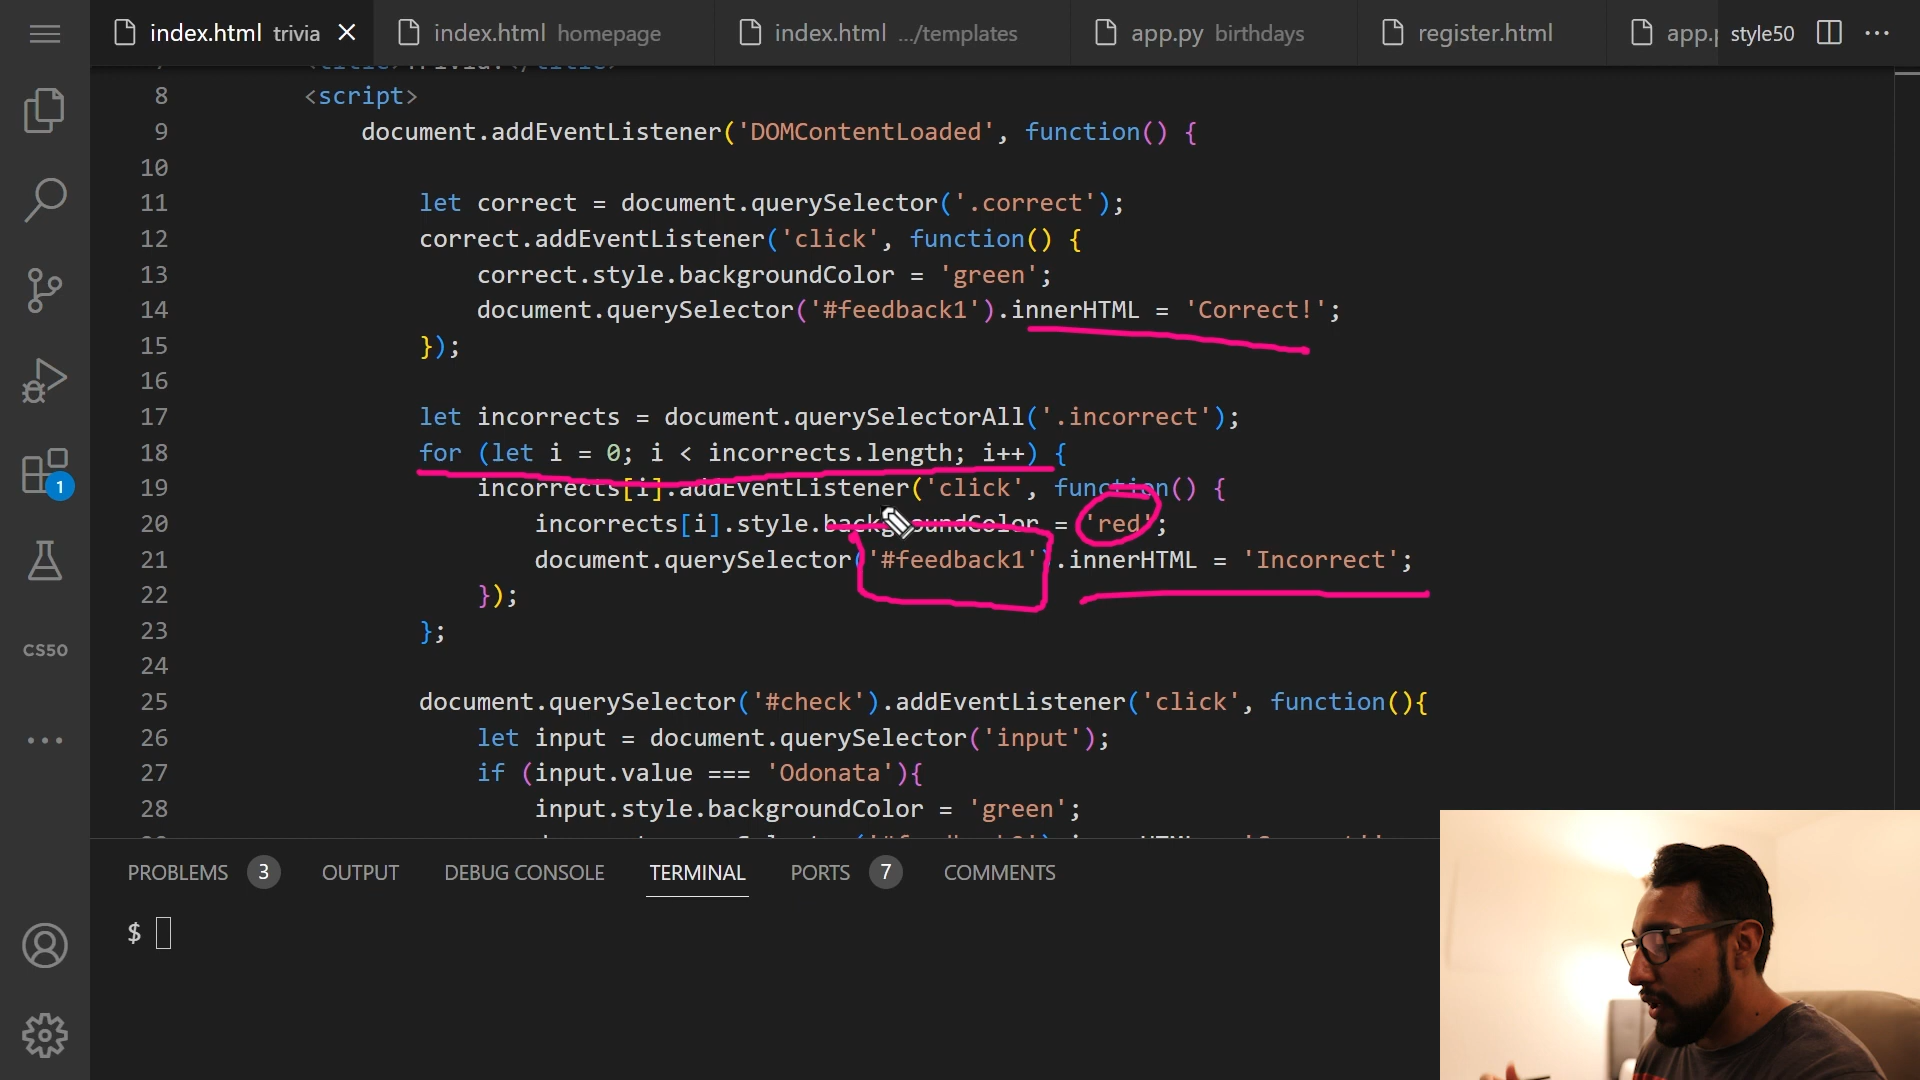 index.html trivia
index.html homepage
index.html .../templates
app.py birthdays
register.html
app.p
style50
7 <title>Trivia!</title>
8 <script>
9 document.addEventListener('DOMContentLoaded', function() {
10
11 let correct = document.querySelector('.correct');
12 correct.addEventListener('click', function() {
13 correct.style.backgroundColor = 'green';
14 document.querySelector('#feedback1').innerHTML = 'Correct!';
15 });
16
17 let incorrects = document.querySelectorAll('.incorrect');
18 for (let i = 0; i < incorrects.length; i++) {
19 incorrects[i].addEventListener('click', function() {
20 incorrects[i].style.backgroundColor = 'red';
21 document.querySelector('#feedback1').innerHTML = 'Incorrect';
22 });
23 };
24
25 document.querySelector('#check').addEventListener('click', function(){
26 let input = document.querySelector('input');
27 if (input.value === 'Odonata'){
28 input.style.backgroundColor = 'green';
1
CS50
PROBLEMS 3 OUTPUT DEBUG CONSOLE TERMINAL PORTS 7 COMMENTS
$